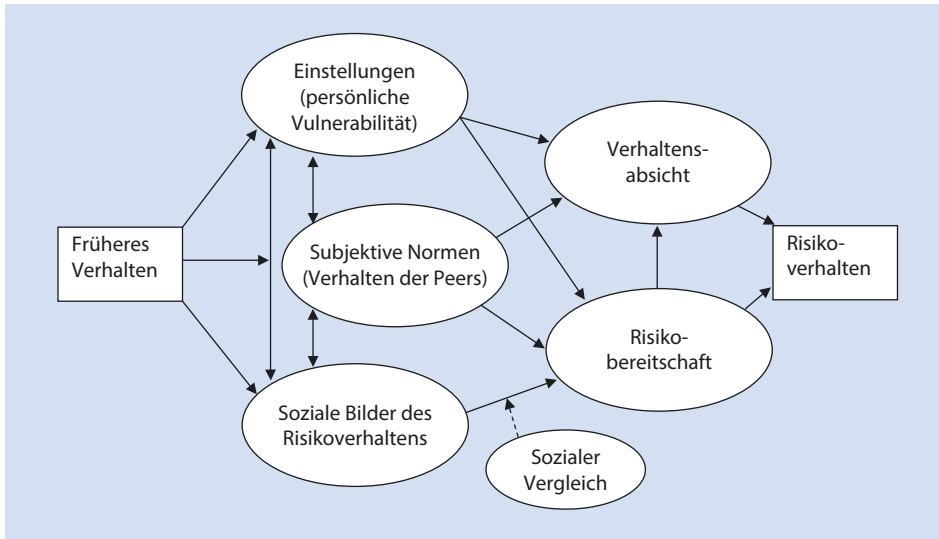 Einstellungen
(persönliche
Vulnerabilität)
Verhaltens-
absicht
Früheres
Verhalten
Subjektive Normen
(Verhalten der Peers)
Risiko-
verhalten
Risiko-
bereitschaft
Soziale Bilder des
Risikoverhaltens
Sozialer
Vergleich